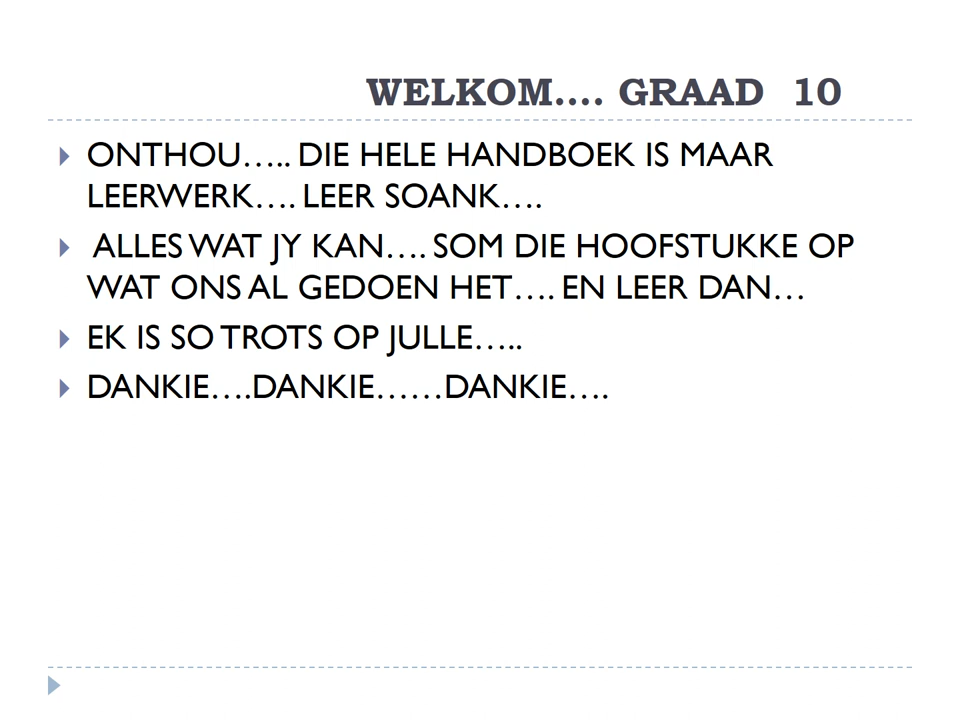 WELKOM.... GRAAD  10
ONTHOU….. DIE HELE HANDBOEK IS MAAR
LEERWERK…. LEER SOANK….
ALLES WAT JY KAN…. SOM DIE HOOFSTUKKE OP
WAT ONS AL GEDOEN HET…. EN LEER DAN…
EK IS SO TROTS OP JULLE…..
DANKIE….DANKIE……DANKIE….